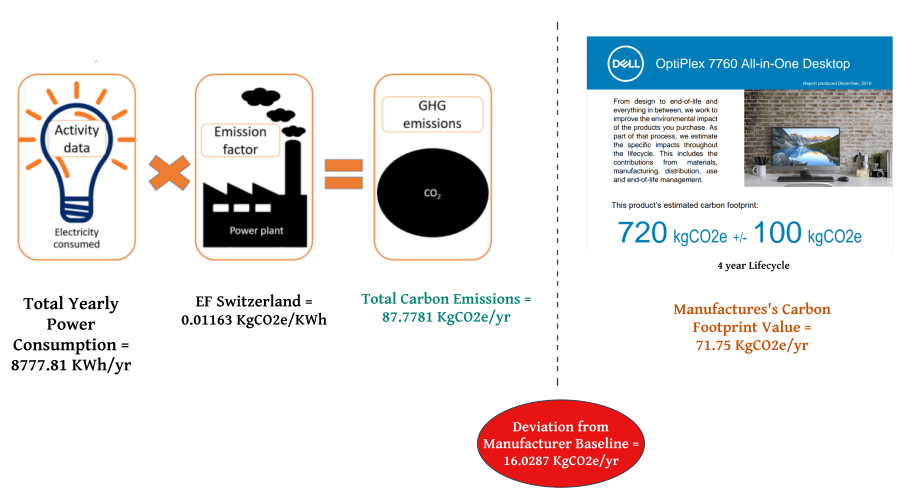 Activity
data
Electricity
consumed
Emission
factor
Power plant
GHG
emissions
CO2
Total Yearly
Power
Consumption =
8777.81 KWh/yr
EF Switzerland =
0.01163 KgCO2e/KWh
Total Carbon Emissions =
87.7781 KgCO2e/yr
DELL
OptiPlex 7760 All-in-One Desktop
Report produced December, 2019
From design to end-of-life and
everything in between, we work to
improve the environmental impact
of the products you purchase. As
part of that process, we estimate
the specific impacts throughout
the lifecycle. This includes the
contributions from materials,
manufacturing, distribution, use
and end-of-life management.
This product's estimated carbon footprint:
720 kgCO2e +/- 100 kgCO2e
4 year Lifecycle
Manufactures's Carbon
Footprint Value =
71.75 KgCO2e/yr
Deviation from
Manufacturer Baseline =
16.0287 KgCO2e/yr